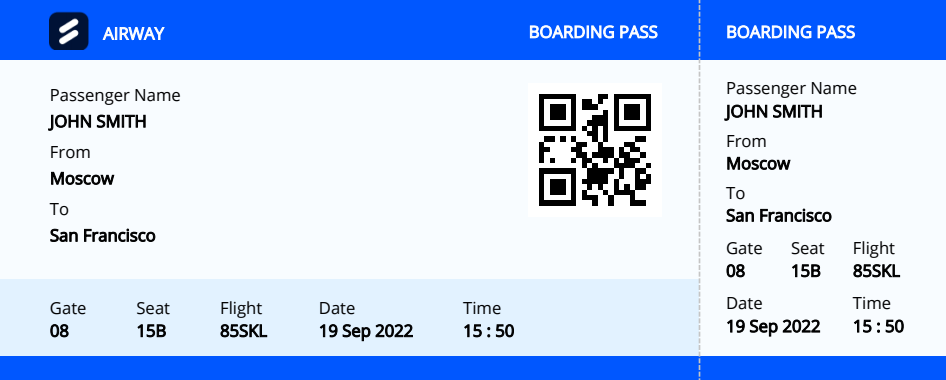 AIRWAY
BOARDING PASS
Passenger Name
JOHN SMITH
From
Moscow
To
San Francisco
Gate Seat Flight Date Time
08 15B 85SKL 19 Sep 2022 15 : 50
BOARDING PASS
Passenger Name
JOHN SMITH
From
Moscow
To
San Francisco
Gate Seat Flight
08 15B 85SKL
Date Time
19 Sep 2022 15 : 50